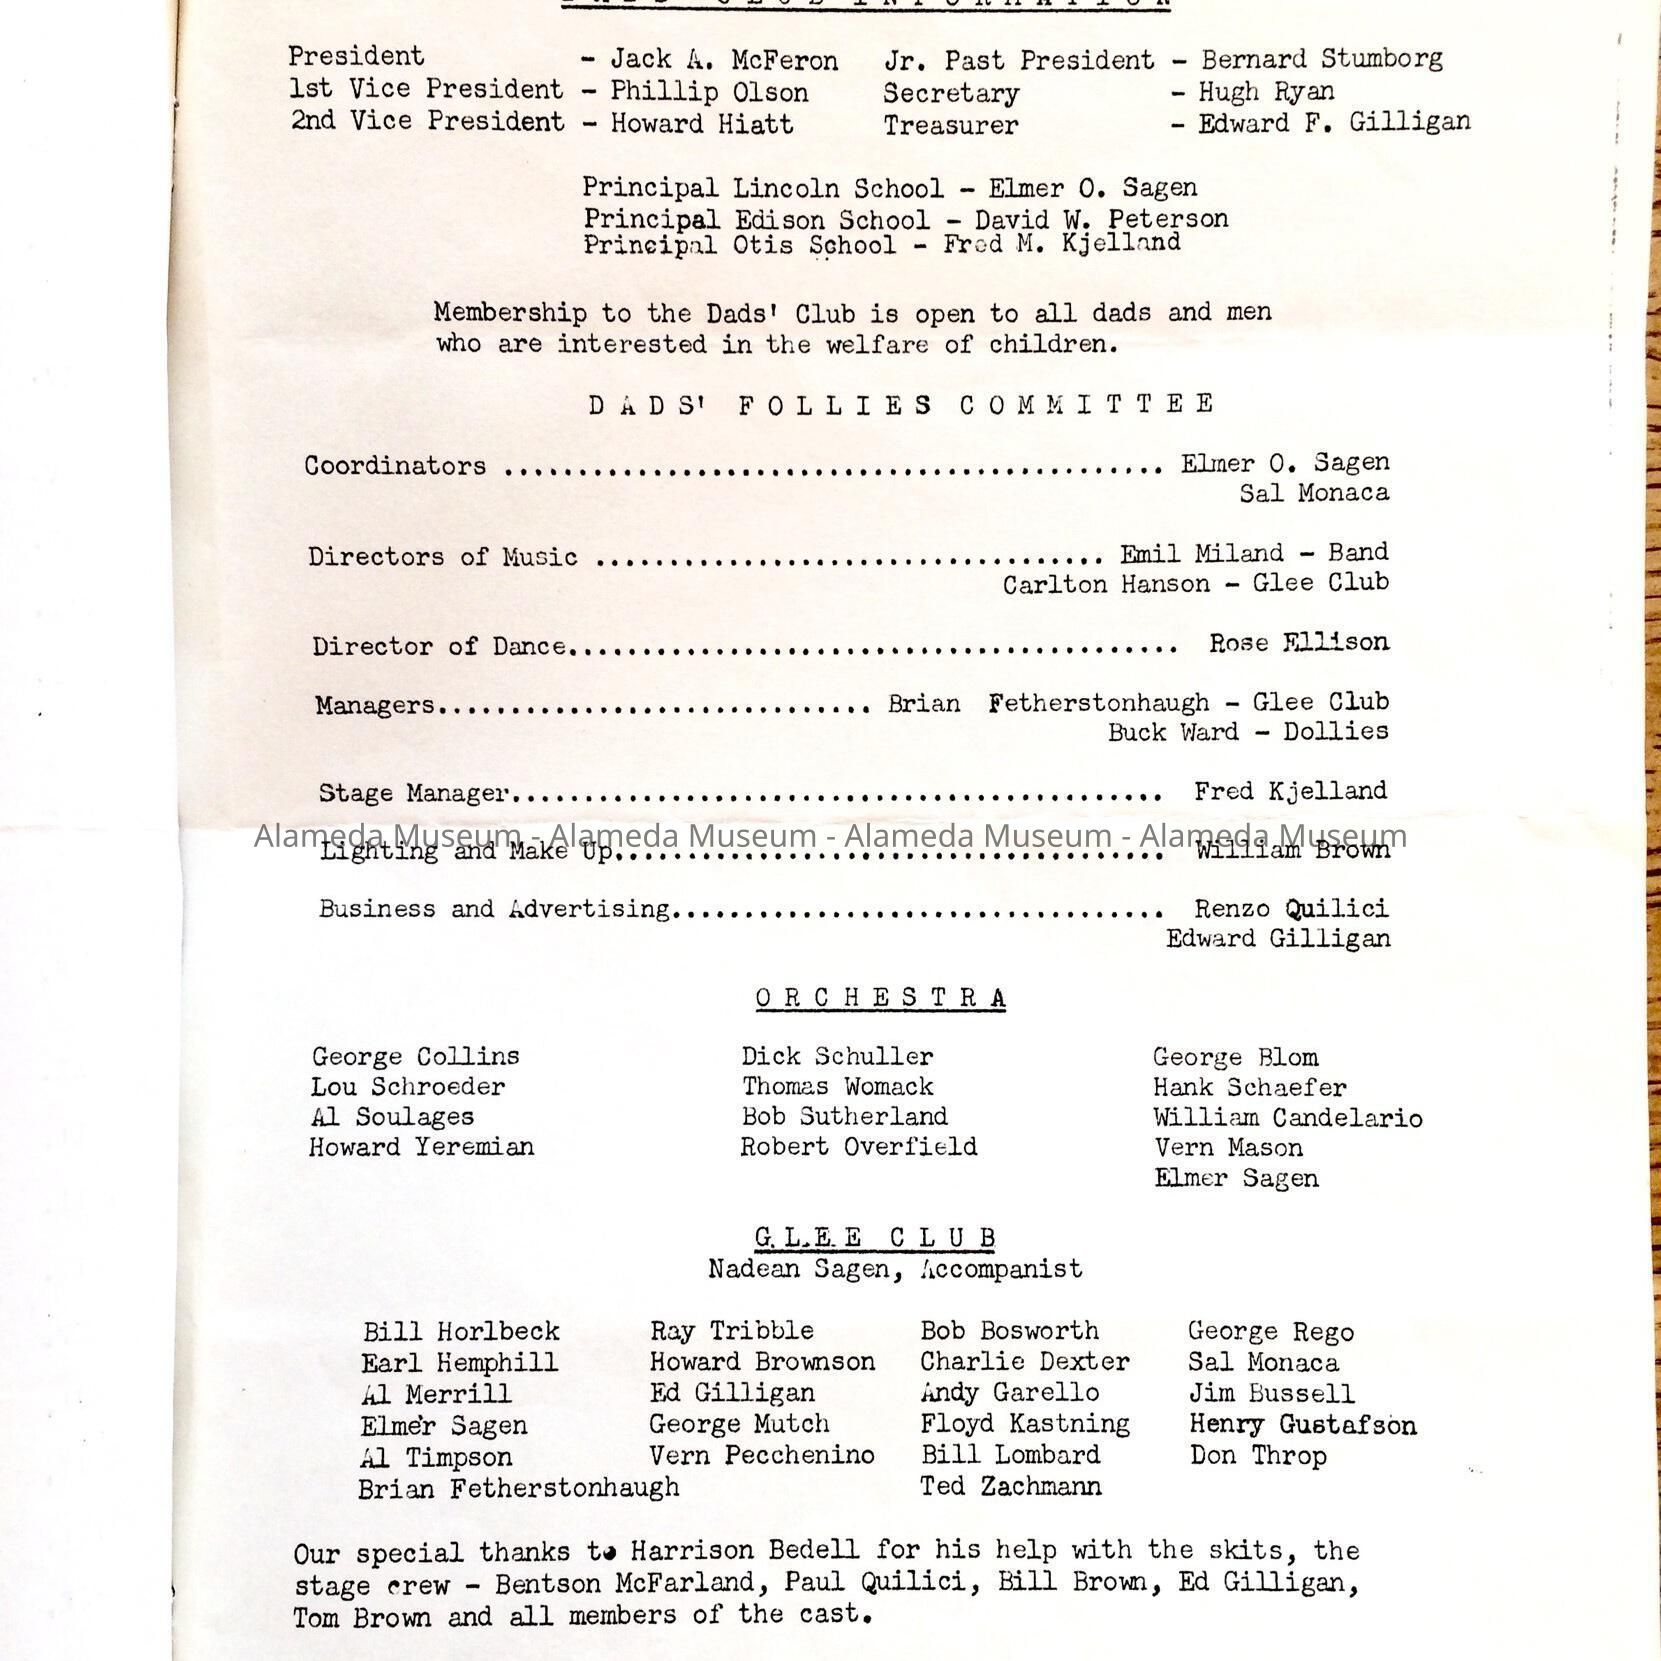 DADS' CLUB INFORMATION
President - Jack A. McFeron Jr. Past President - Bernard Stumborg
1st Vice President - Phillip Olson Secretary - Hugh Ryan
2nd Vice President - Howard Hiatt Treasurer - Edward F. Gilligan
Principal Lincoln School - Elmer O. Sagen
Principal Edison School - David W. Peterson
Principal Otis School - Fred M. Kjelland
Membership to the Dads' Club is open to all dads and men
who are interested in the welfare of children.
DADS' FOLLIES COMMITTEE
Coordinators ............................................. Elmer O. Sagen
Sal Monaca
Directors of Music ................................... Emil Miland - Band
Carlton Hanson - Glee Club
Director of Dance.......................................... Rose Ellison
Managers.............................. Brian Fetherstonhaugh - Glee Club
Buck Ward - Dollies
Stage Manager............................................. Fred Kjelland
Alameda Museum - Alameda Museum - Alameda Museum - Alameda Museum
Lighting and Make Up...................................... William Brown
Business and Advertising.................................. Renzo Quilici
Edward Gilligan
ORCHESTRA
George Collins Dick Schuller George Blom
Lou Schroeder Thomas Womack Hank Schaefer
Al Soulages Bob Sutherland William Candelario
Howard Yeremian Robert Overfield Vern Mason
Elmer Sagen
G.L.E.E CLUB
Nadean Sagen, Accompanist
Bill Horlbeck Ray Tribble Bob Bosworth George Rego
Earl Hemphill Howard Brownson Charlie Dexter Sal Monaca
Al Merrill Ed Gilligan Andy Garello Jim Bussell
Elmer Sagen George Mutch Floyd Kastning Henry Gustafson
Al Timpson Vern Pecchenino Bill Lombard Don Throp
Brian Fetherstonhaugh Ted Zachmann
Our special thanks to Harrison Bedell for his help with the skits, the
stage crew - Bentson McFarland, Paul Quilici, Bill Brown, Ed Gilligan,
Tom Brown and all members of the cast.